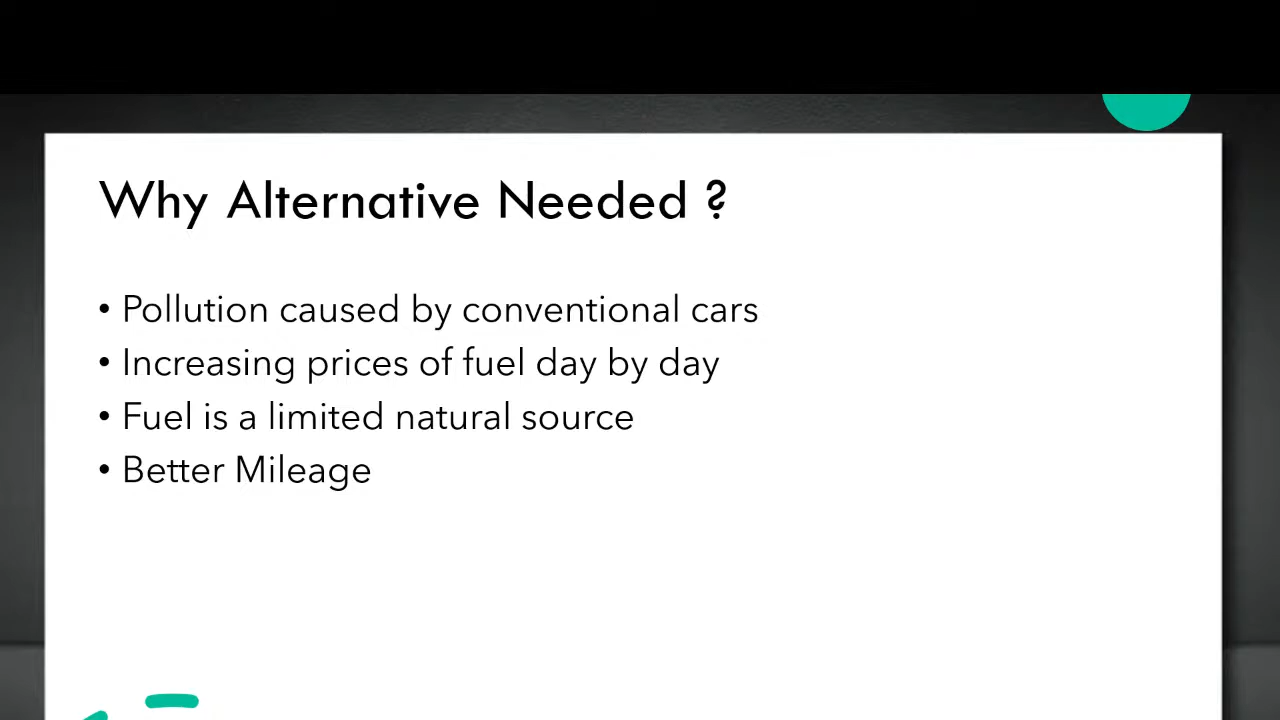 Why Alternative Needed ?
• Pollution caused by conventional cars
• Increasing prices of fuel day by day
• Fuel is a limited natural source
• Better Mileage